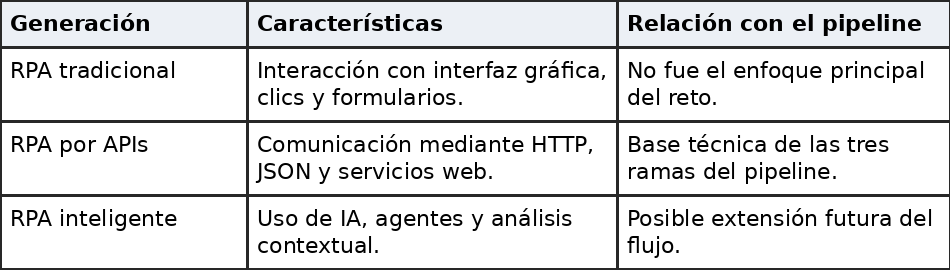 Generación Características Relación con el pipeline
RPA tradicional Interacción con interfaz gráfica, No fue el enfoque principal
clics y formularios. del reto.
RPA por APIs Comunicación mediante HTTP, Base técnica de las tres
JSON y servicios web. ramas del pipeline.
RPA inteligente Uso de IA, agentes y análisis Posible extensión futura del
contextual. flujo.